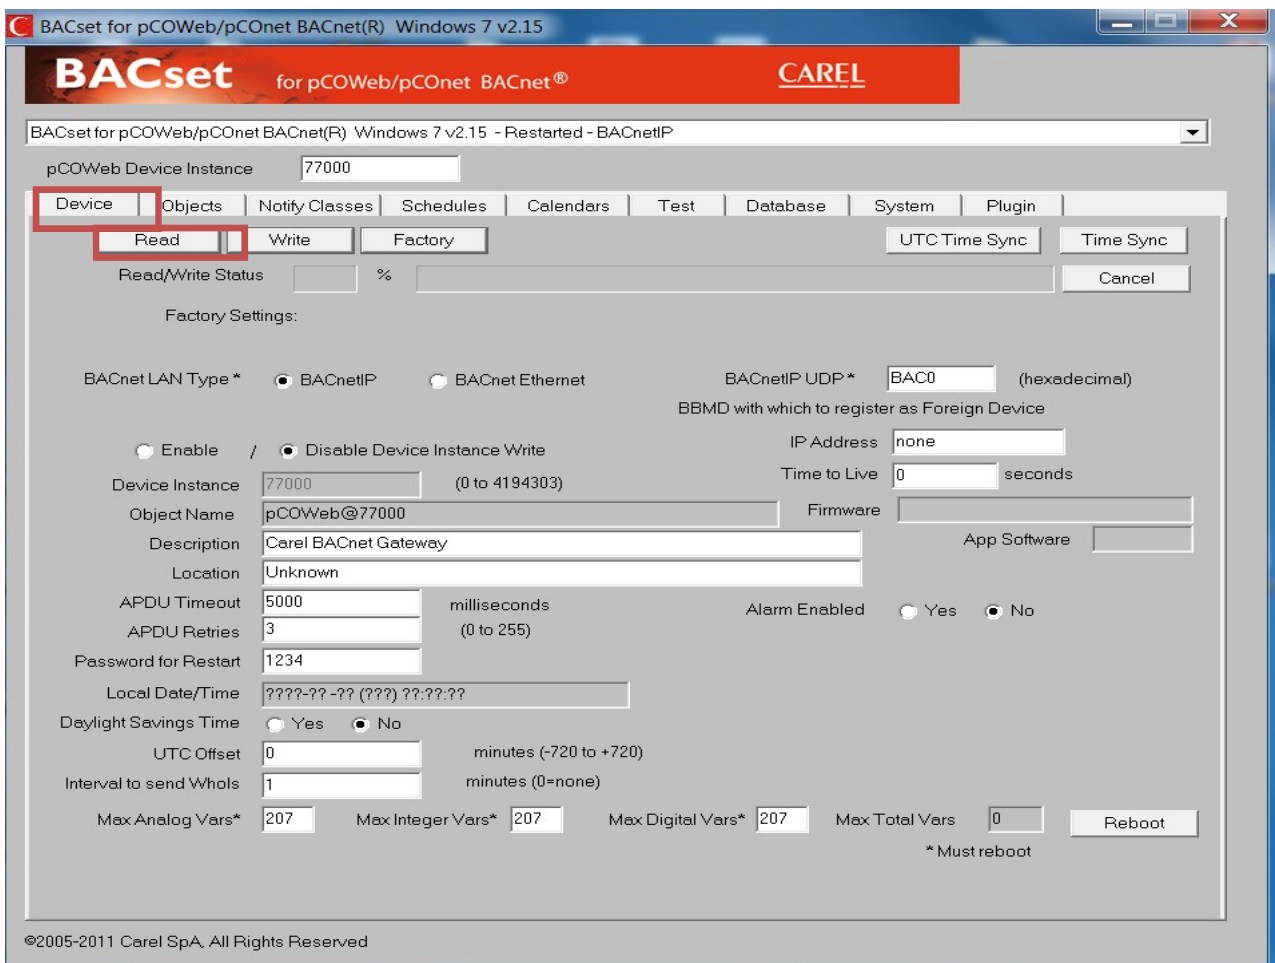 BACset for pCOWeb/pCOnet BACnet(R) Windows 7 v2.15
BACset for pCOWeb/pCOnet BACnet® CAREL
BACset for pCOWeb/pCOnet BACnet(R) Windows 7 v2.15 - Restarted - BACnetIP
pCOWeb Device Instance 77000
Device Objects Notify Classes Schedules Calendars Test Database System Plugin
Read Write Factory UTC Time Sync Time Sync
Read/Write Status % Cancel
Factory Settings:
BACnet LAN Type * BACnetIP BACnet Ethernet BACnetIP UDP * BAC0 (hexadecimal)
BBMD with which to register as Foreign Device
Enable / Disable Device Instance Write IP Address none
Device Instance 77000 (0 to 4194303) Time to Live 0 seconds
Object Name pCOWeb@77000 Firmware
Description Carel BACnet Gateway App Software
Location Unknown
APDU Timeout 5000 milliseconds Alarm Enabled Yes No
APDU Retries 3 (0 to 255)
Password for Restart 1234
Local Date/Time ????-??-?? (???) ??:??:??
Daylight Savings Time Yes No
UTC Offset 0 minutes (-720 to +720)
Interval to send WhoIs 1 minutes (0=none)
Max Analog Vars* 207 Max Integer Vars* 207 Max Digital Vars* 207 Max Total Vars 0 Reboot
* Must reboot
©2005-2011 Carel SpA, All Rights Reserved